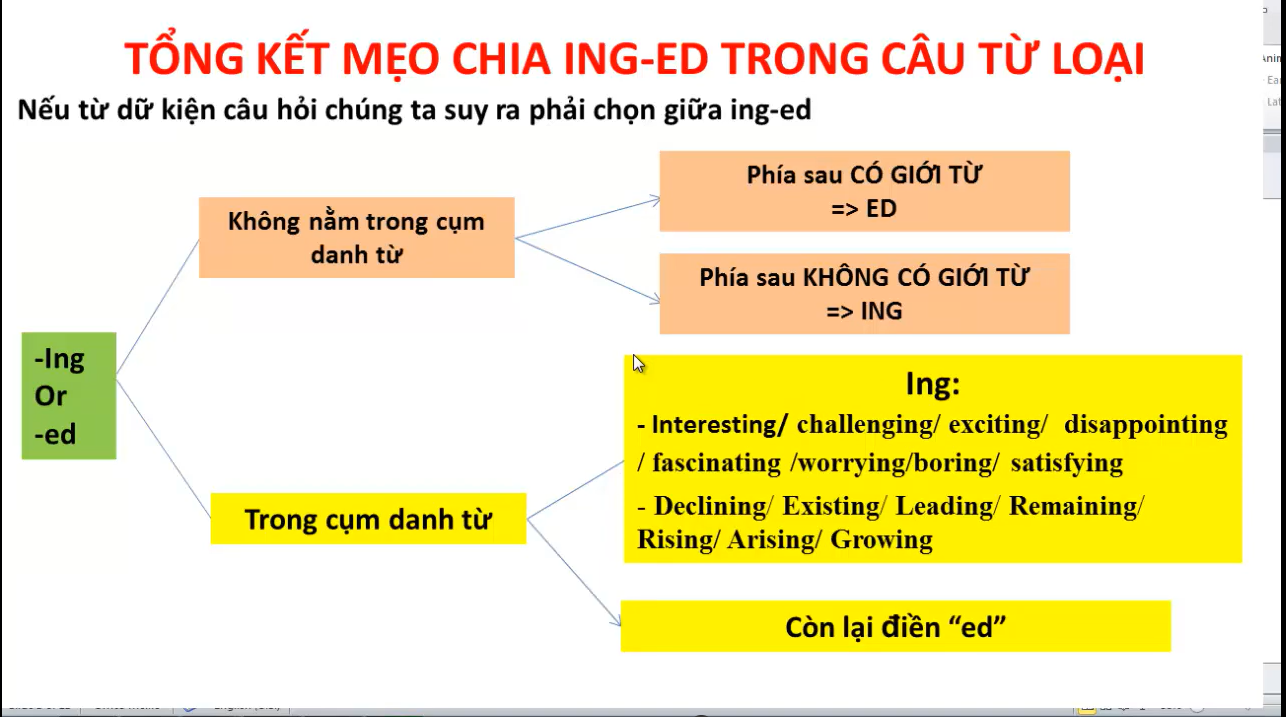 TỔNG KẾT MẸO CHIA ING-ED TRONG CÂU TỪ LOẠI
Nếu từ dữ kiện câu hỏi chúng ta suy ra phải chọn giữa ing-ed
Phía sau CÓ GIỚI TỪ
=> ED
Không nằm trong cụm
danh từ
Phía sau KHÔNG CÓ GIỚI TỪ
=> ING
-Ing
Or
-ed
Ing:
- Interesting/ challenging/ exciting/ disappointing
/ fascinating /worrying/boring/ satisfying
- Declining/ Existing/ Leading/ Remaining/
Rising/ Arising/ Growing
Trong cụm danh từ
Còn lại điền “ed”